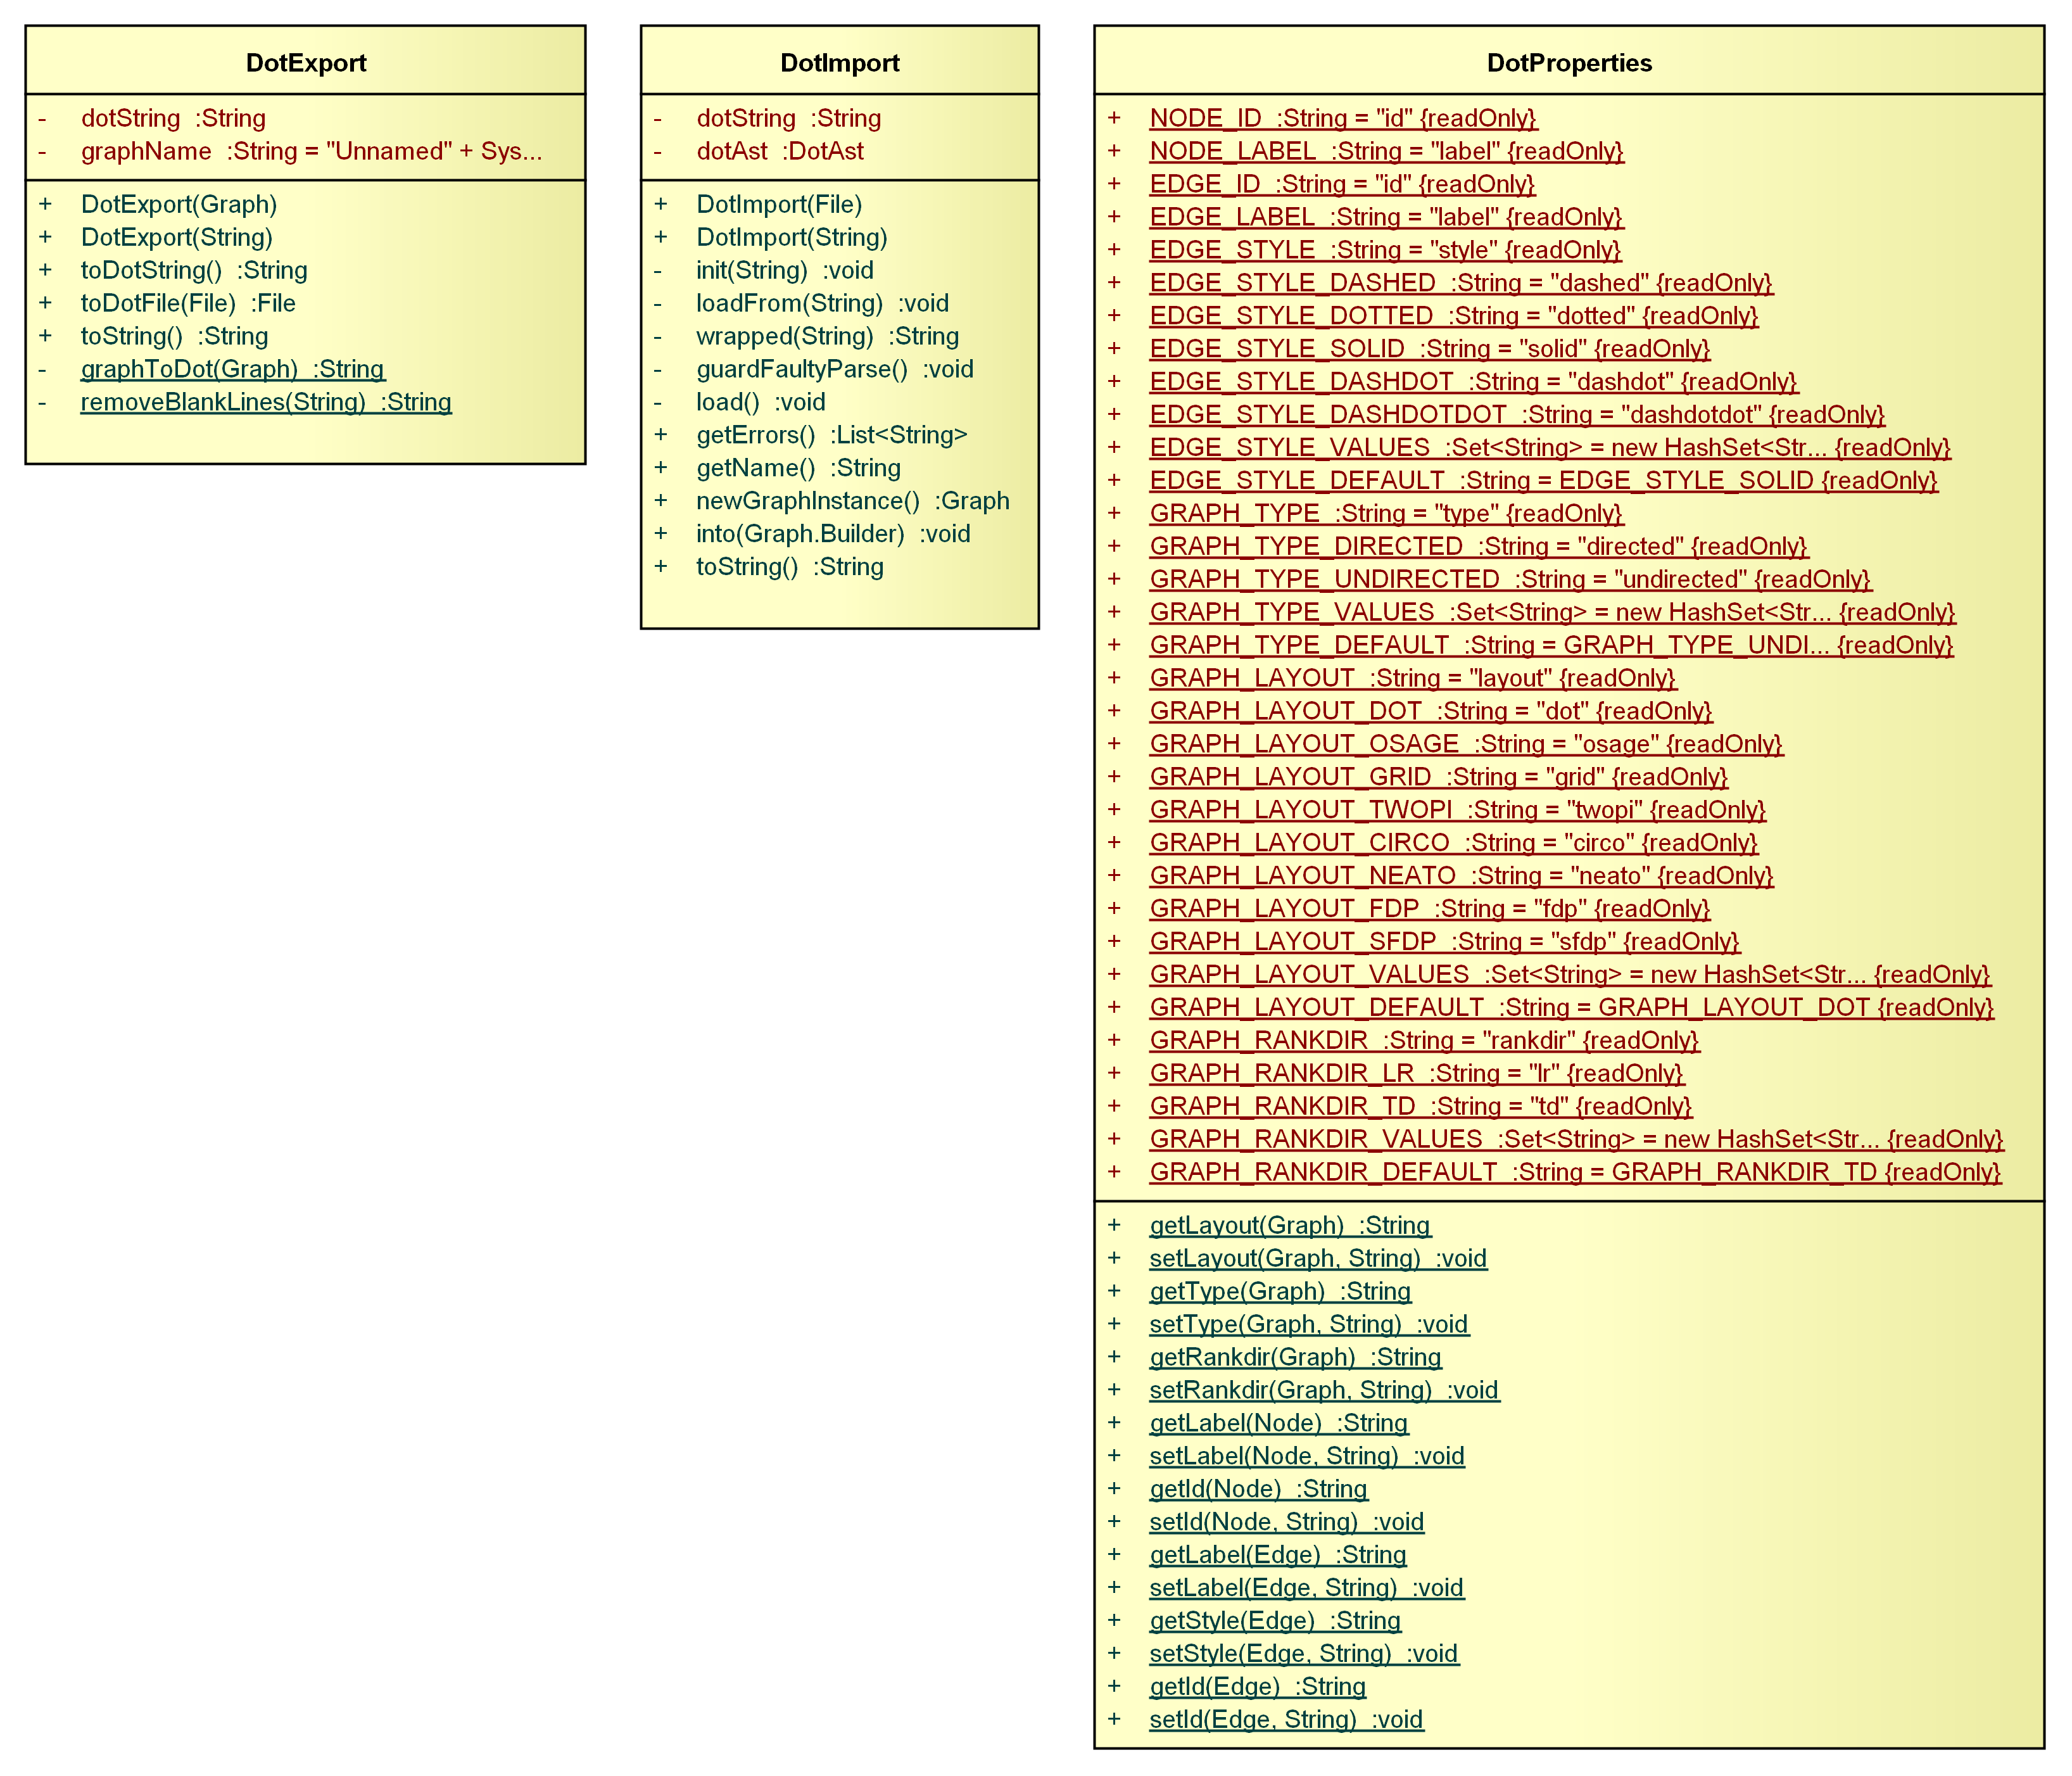 DotExport
- dotString :String
- graphName :String = "Unnamed" + Sys...
+ DotExport(Graph)
+ DotExport(String)
+ toDotString() :String
+ toDotFile(File) :File
+ toString() :String
- graphToDot(Graph) :String
- removeBlankLines(String) :String
DotImport
- dotString :String
- dotAst :DotAst
+ DotImport(File)
+ DotImport(String)
- init(String) :void
- loadFrom(String) :void
- wrapped(String) :String
- guardFaultyParse() :void
- load() :void
+ getErrors() :List<String>
+ getName() :String
+ newGraphInstance() :Graph
+ into(Graph.Builder) :void
+ toString() :String
DotProperties
+ NODE_ID :String = "id" {readOnly}
+ NODE_LABEL :String = "label" {readOnly}
+ EDGE_ID :String = "id" {readOnly}
+ EDGE_LABEL :String = "label" {readOnly}
+ EDGE_STYLE :String = "style" {readOnly}
+ EDGE_STYLE_DASHED :String = "dashed" {readOnly}
+ EDGE_STYLE_DOTTED :String = "dotted" {readOnly}
+ EDGE_STYLE_SOLID :String = "solid" {readOnly}
+ EDGE_STYLE_DASHDOT :String = "dashdot" {readOnly}
+ EDGE_STYLE_DASHDOTDOT :String = "dashdotdot" {readOnly}
+ EDGE_STYLE_VALUES :Set<String> = new HashSet<Str... {readOnly}
+ EDGE_STYLE_DEFAULT :String = EDGE_STYLE_SOLID {readOnly}
+ GRAPH_TYPE :String = "type" {readOnly}
+ GRAPH_TYPE_DIRECTED :String = "directed" {readOnly}
+ GRAPH_TYPE_UNDIRECTED :String = "undirected" {readOnly}
+ GRAPH_TYPE_VALUES :Set<String> = new HashSet<Str... {readOnly}
+ GRAPH_TYPE_DEFAULT :String = GRAPH_TYPE_UNDI... {readOnly}
+ GRAPH_LAYOUT :String = "layout" {readOnly}
+ GRAPH_LAYOUT_DOT :String = "dot" {readOnly}
+ GRAPH_LAYOUT_OSAGE :String = "osage" {readOnly}
+ GRAPH_LAYOUT_GRID :String = "grid" {readOnly}
+ GRAPH_LAYOUT_TWOPI :String = "twopi" {readOnly}
+ GRAPH_LAYOUT_CIRCO :String = "circo" {readOnly}
+ GRAPH_LAYOUT_NEATO :String = "neato" {readOnly}
+ GRAPH_LAYOUT_FDP :String = "fdp" {readOnly}
+ GRAPH_LAYOUT_SFDP :String = "sfdp" {readOnly}
+ GRAPH_LAYOUT_VALUES :Set<String> = new HashSet<Str... {readOnly}
+ GRAPH_LAYOUT_DEFAULT :String = GRAPH_LAYOUT_DOT {readOnly}
+ GRAPH_RANKDIR :String = "rankdir" {readOnly}
+ GRAPH_RANKDIR_LR :String = "lr" {readOnly}
+ GRAPH_RANKDIR_TD :String = "td" {readOnly}
+ GRAPH_RANKDIR_VALUES :Set<String> = new HashSet<Str... {readOnly}
+ GRAPH_RANKDIR_DEFAULT :String = GRAPH_RANKDIR_TD {readOnly}
+ getLayout(Graph) :String
+ setLayout(Graph, String) :void
+ getType(Graph) :String
+ setType(Graph, String) :void
+ getRankdir(Graph) :String
+ setRankdir(Graph, String) :void
+ getLabel(Node) :String
+ setLabel(Node, String) :void
+ getId(Node) :String
+ setId(Node, String) :void
+ getLabel(Edge) :String
+ setLabel(Edge, String) :void
+ getStyle(Edge) :String
+ setStyle(Edge, String) :void
+ getId(Edge) :String
+ setId(Edge, String) :void